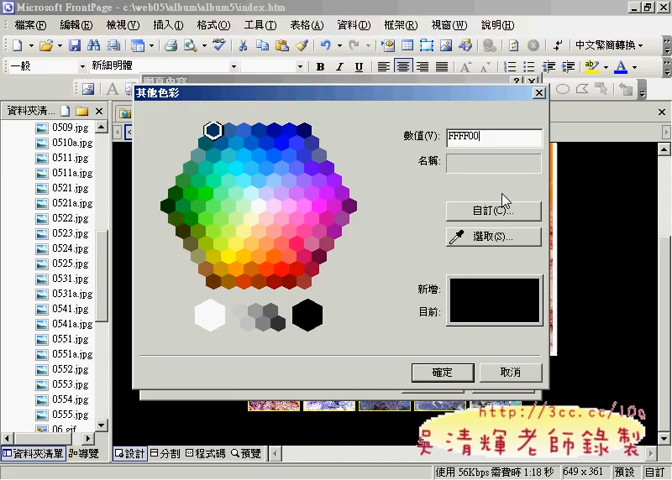 Microsoft FrontPage - c:\web05\album\album5\index.htm
檔案(F) 編輯(E) 檢視(V) 插入(I) 格式(O) 工具(T) 表格(A) 資料(D) 框架(R) 視窗(W) 說明(H)
中文繁簡轉換
一般 新細明體 B I U
網頁內容
其他色彩
資料夾清單
0509.jpg
0510a.jpg
0511.jpg
0511a.jpg
0521.jpg
0521a.jpg
0522.jpg
0523.jpg
0524.jpg
0525.jpg
0531.jpg
0531a.jpg
0541.jpg
0541a.jpg
0551.jpg
0551a.jpg
0552.jpg
0553.jpg
0554.jpg
0555.jpg
06.gif
數值(V): FFFF00
名稱:
自訂(C)...
選取(S)...
新增:
目前:
確定 取消
http://3cc.cc/10a
吳清輝老師錄製
資料夾清單 導覽 設計 分割 程式碼 預覽
使用 56Kbps 需費時 1:18 秒 649 x 361 預設 自訂